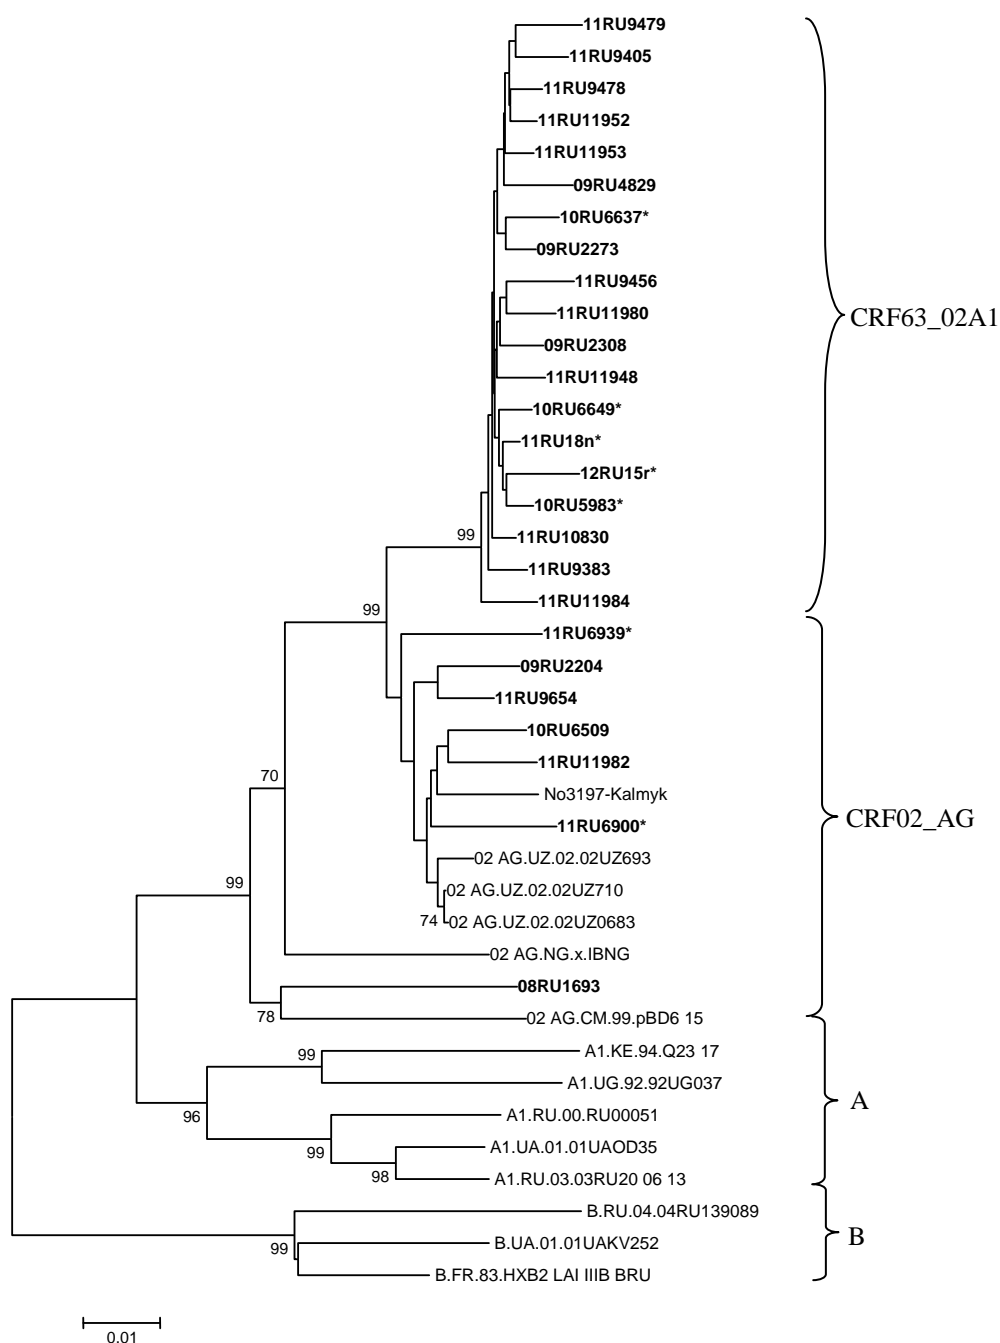 11RU9479
11RU9405
11RU9478
11RU11952
11RU11953
09RU4829
10RU6637*
09RU2273
11RU9456
11RU11980
CRF63_02A1
09RU2308
11RU11948
10RU6649*
11RU18n*
12RU15r*
10RU5983*
99
11RU10830
11RU9383
11RU11984
99
11RU6939*
09RU2204
11RU9654
10RU6509
11RU11982
70
No3197-Kalmyk
CRF02_AG
11RU6900*
02 AG.UZ.02.02UZ693
99
02 AG.UZ.02.02UZ710
74
02 AG.UZ.02.02UZ0683
02 AG.NG.x.IBNG
08RU1693
78
02 AG.CM.99.pBD6 15
99
A1.KE.94.Q23 17
A1.UG.92.92UG037
A
96
A1.RU.00.RU00051
99
A1.UA.01.01UAOD35
98
A1.RU.03.03RU20 06 13
B.RU.04.04RU139089
B
99
B.UA.01.01UAKV252
B.FR.83.HXB2 LAI IIIB BRU
0.01